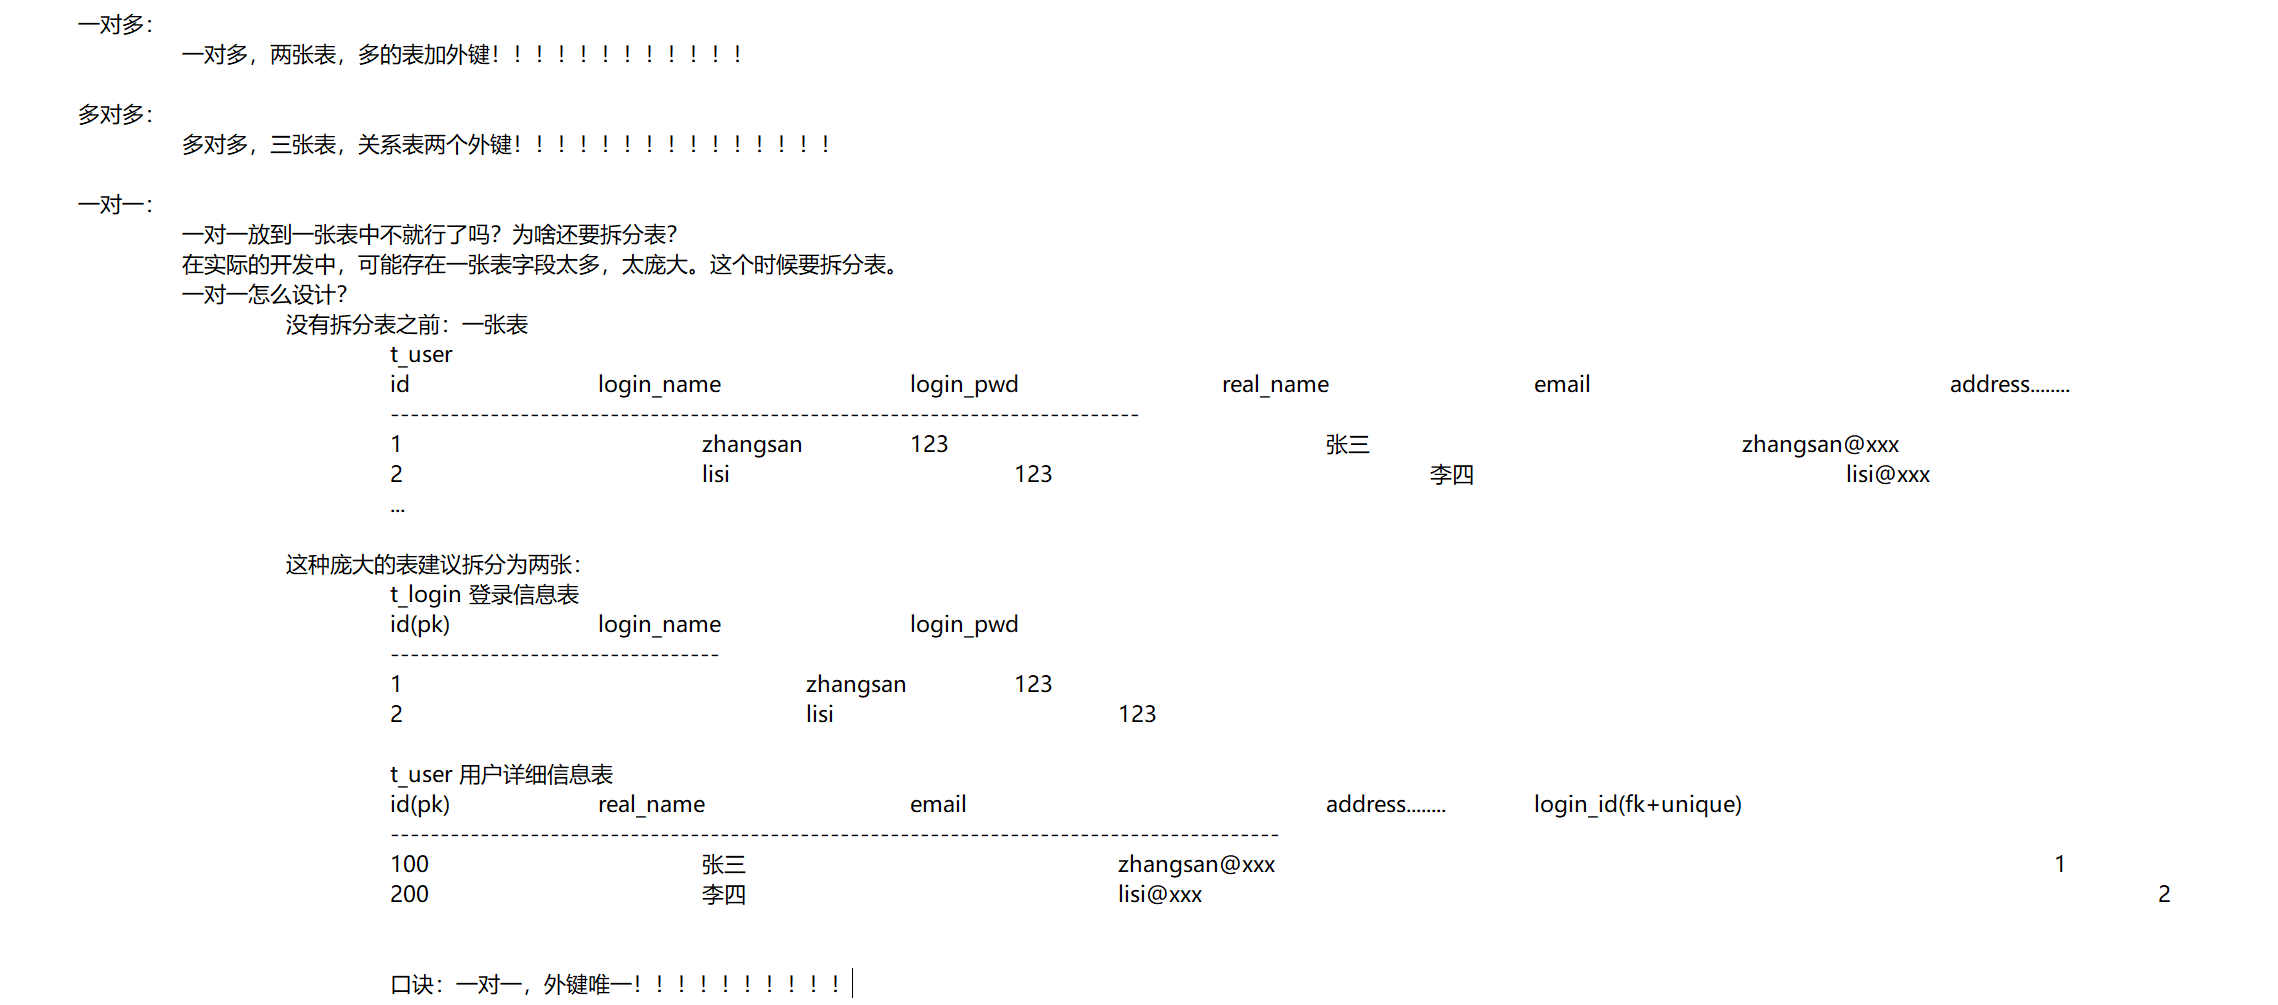 一对多：
一对多，两张表，多的表加外键！！！！！！！！！！！！
多对多：
多对多，三张表，关系表两个外键！！！！！！！！！！！！！！！
一对一：
一对一放到一张表中不就行了吗？为啥还要拆分表？
在实际的开发中，可能存在一张表字段太多，太庞大。这个时候要拆分表。
一对一怎么设计？
没有拆分表之前：一张表
t_user
id login_name login_pwd real_name email address........
---------------------------------------------------------------------------
1 zhangsan 123 张三 zhangsan@xxx
2 lisi 123 李四 lisi@xxx
...
这种庞大的表建议拆分为两张：
t_login 登录信息表
id(pk) login_name login_pwd
---------------------------------
1 zhangsan 123
2 lisi 123
t_user 用户详细信息表
id(pk) real_name email address........ login_id(fk+unique)
-----------------------------------------------------------------------------------------
100 张三 zhangsan@xxx 1
200 李四 lisi@xxx 2
口诀：一对一，外键唯一！！！！！！！！！！